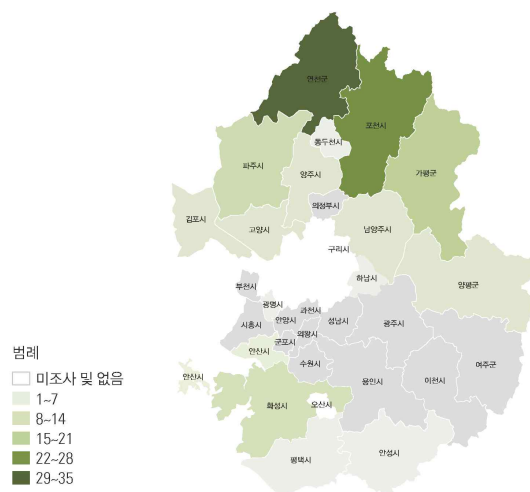 연천군
포천시
동두천시
파주시
양주시
가평군
의정부시
김포시
고양시
남양주시
구리시
하남시
양평군
부천시
광명시
과천시
시흥시
안양시
성남시
광주시
의왕시
군포시
안산시
수원시
여주군
안산시
용인시
이천시
화성시
오산시
평택시
안성시
범례
미조사 및 없음
1~7
8~14
15~21
22~28
29~35